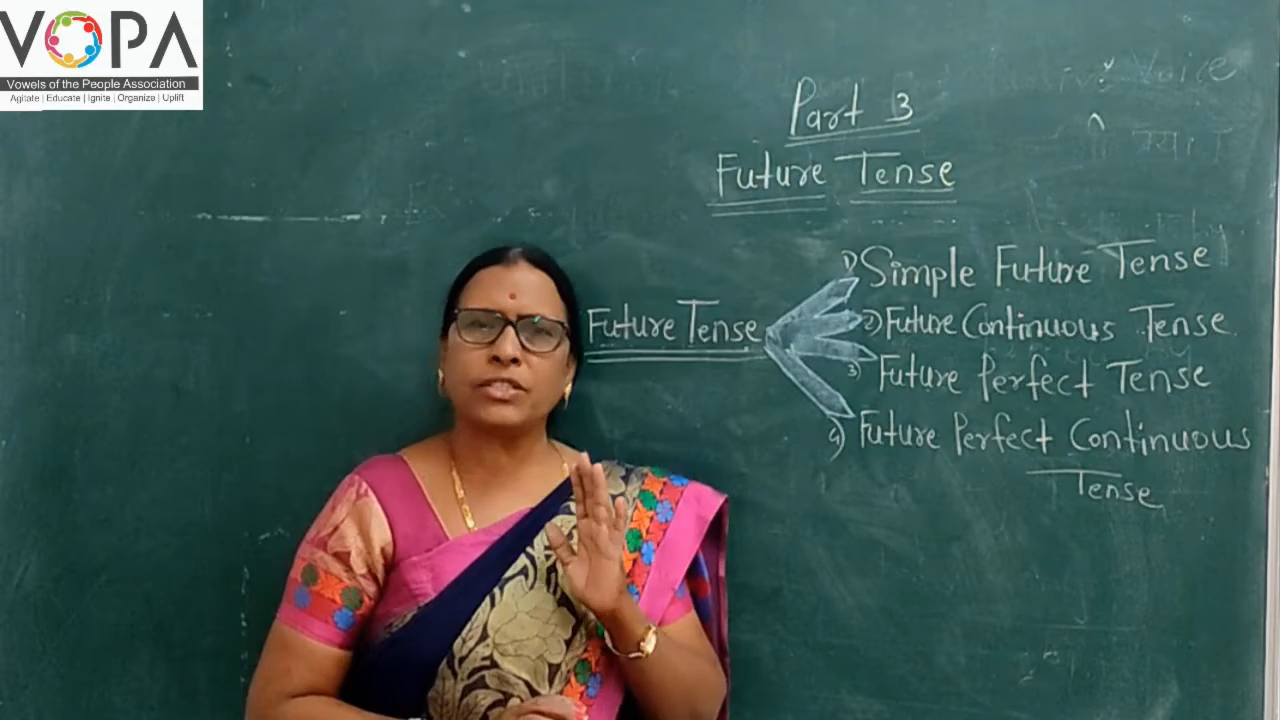 VOPA
Vowels of the People Association
Agitate | Educate | Ignite | Organize | Uplift
Voice
Part 3
Future Tense
Future Tense
1) Simple Future Tense
2) Future Continuous Tense
3) Future Perfect Tense
4) Future Perfect Continuous
Tense